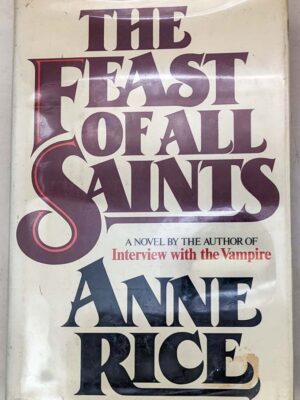 THE
FEAST
OF ALL
SAINTS
A NOVEL BY THE AUTHOR OF
Interview with the Vampire
ANNE
RICE